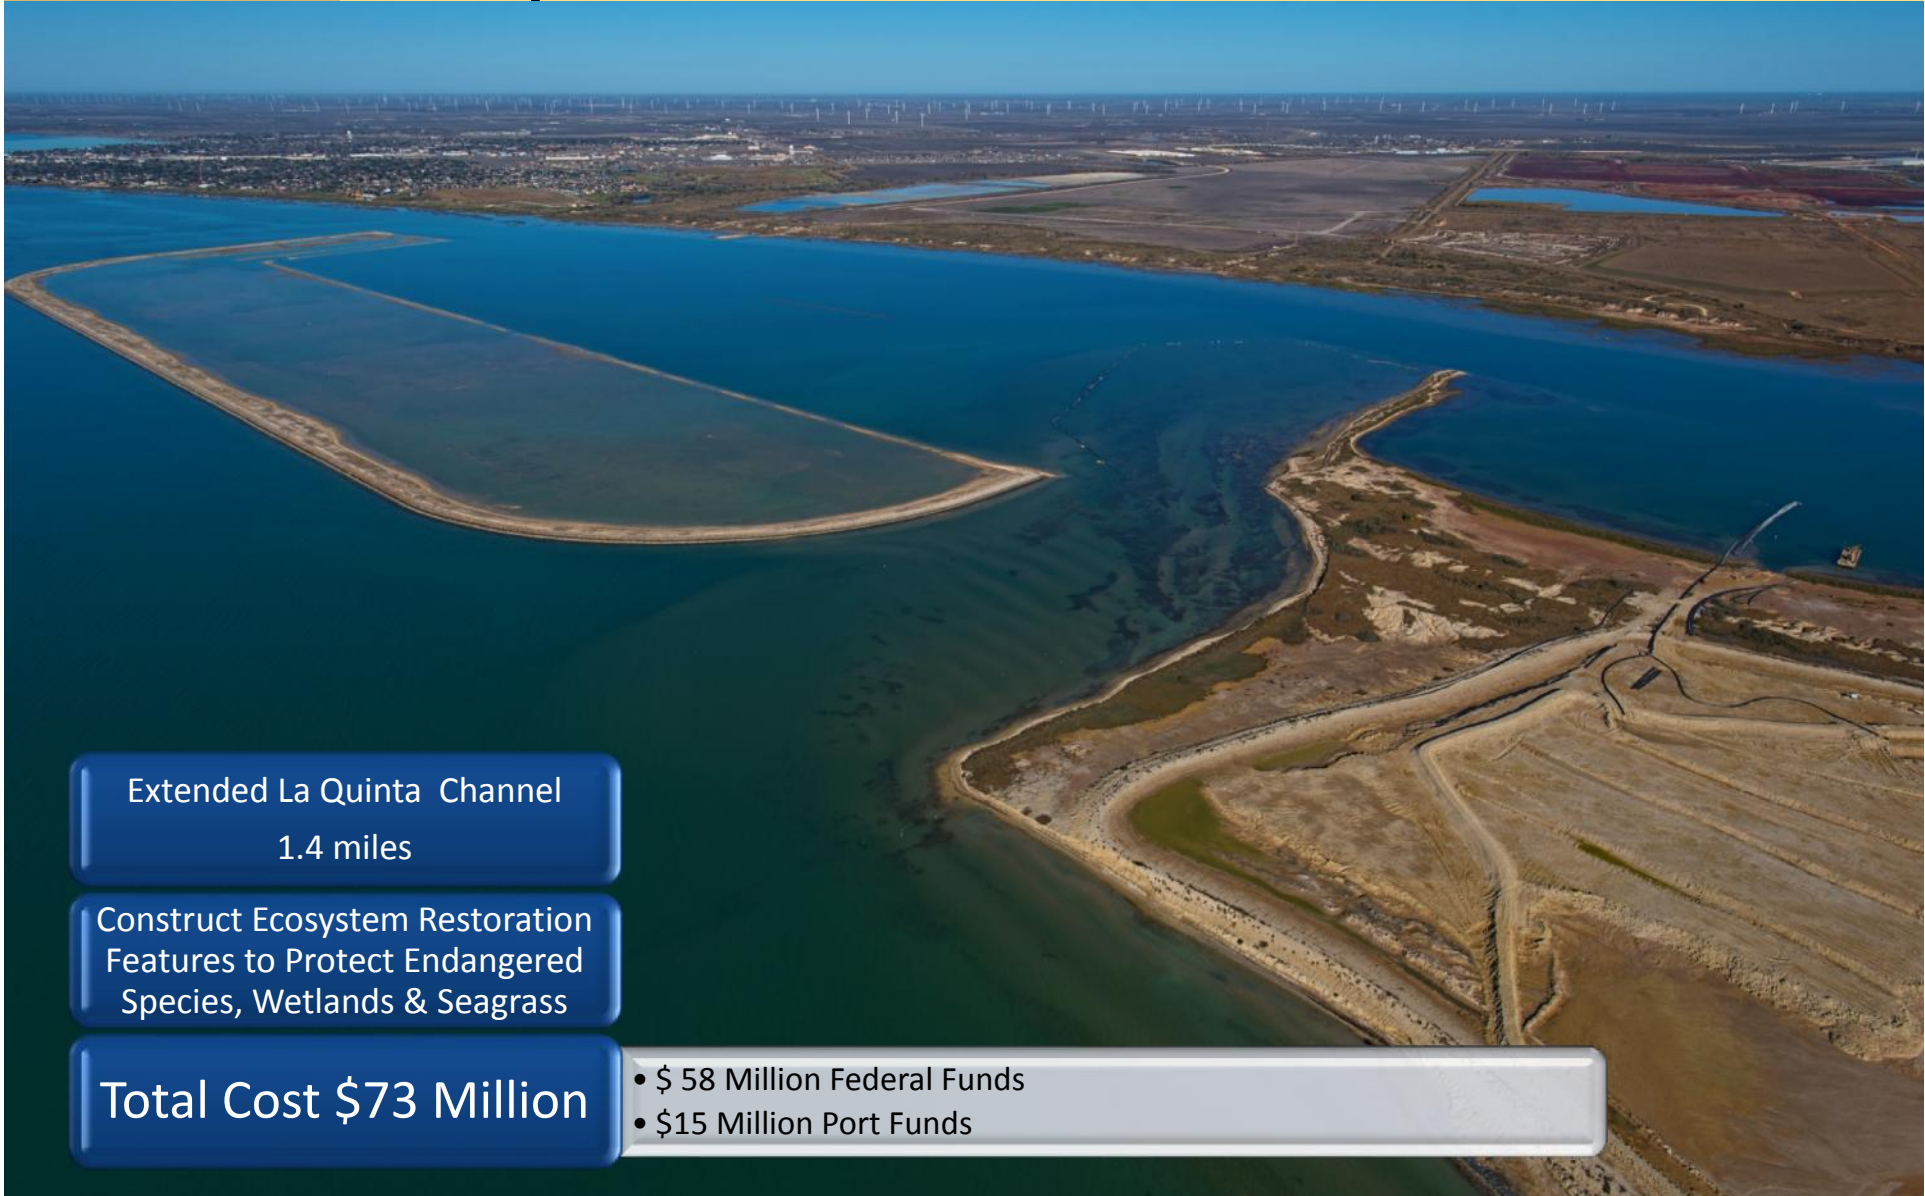 Extended La Quinta Channel
1.4 miles
Construct Ecosystem Restoration
Features to Protect Endangered
Species, Wetlands & Seagrass
Total Cost $73 Million
• $ 58 Million Federal Funds
• $15 Million Port Funds